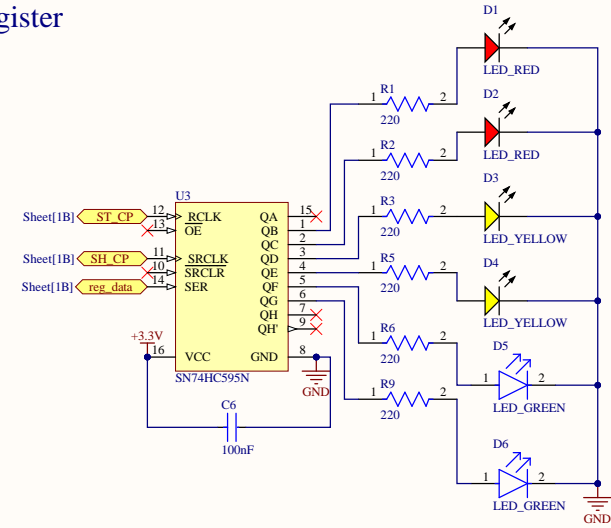 gister
D1
LED_RED
R1
1 2
220
D2
LED_RED
R2
1 2
220
D3
LED_YELLOW
R3
1 2
220
U3
Sheet[1B] ST_CP 12 RCLK QA 15
13 OE QB 1
QC 2
Sheet[1B] SH_CP 11 SRCLK QD 3
10 SRCLR QE 4
Sheet[1B] reg_data 14 SER QF 5
QG 6
QH 7
QH' 9
+3.3V
16 VCC GND 8
SN74HC595N
GND
R5
1 2
220
D4
LED_YELLOW
R6
1 2
220
D5
1 2
LED_GREEN
R9
1 2
220
C6
100nF
D6
1 2
LED_GREEN
GND